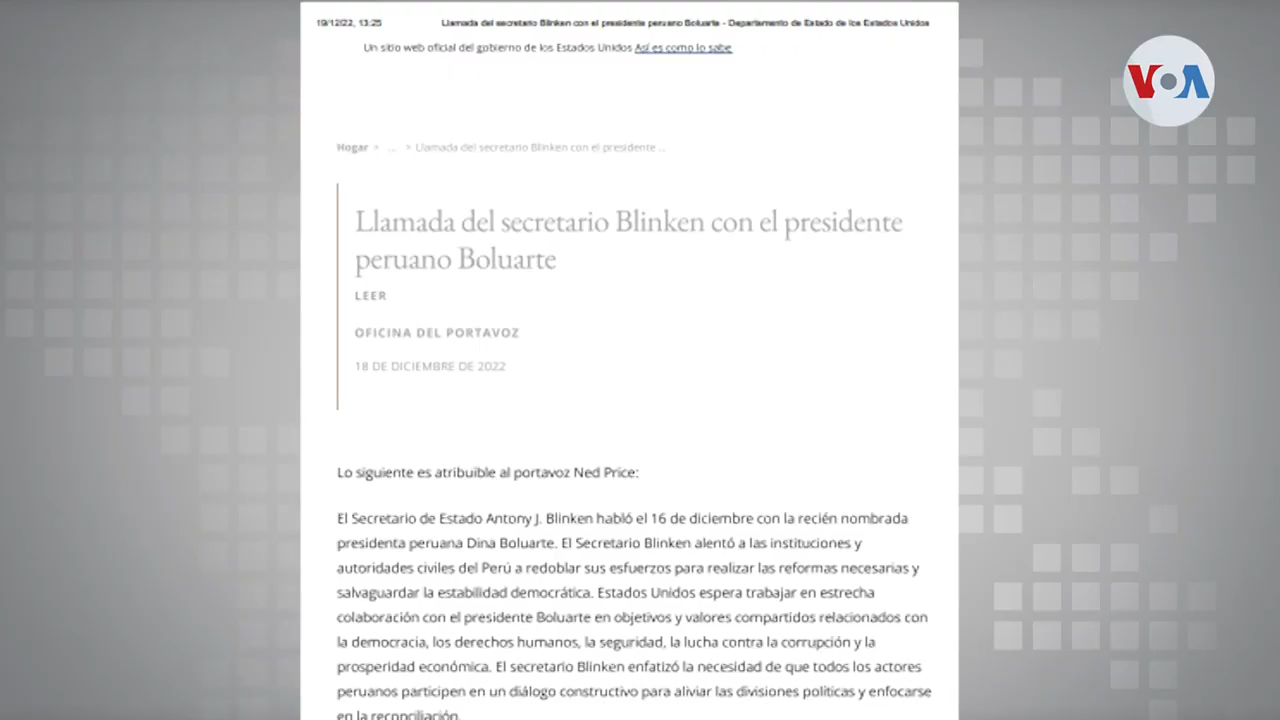 19/12/22, 13:25 Llamada del secretario Blinken con el presidente peruano Boluarte - Departamento de Estado de los Estados Unidos
Un sitio web oficial del gobierno de los Estados Unidos Así es como lo sabe
VOA
Hogar > ... > Llamada del secretario Blinken con el presidente ...
Llamada del secretario Blinken con el presidente
peruano Boluarte
LEER
OFICINA DEL PORTAVOZ
18 DE DICIEMBRE DE 2022
Lo siguiente es atribuible al portavoz Ned Price:
El Secretario de Estado Antony J. Blinken habló el 16 de diciembre con la recién nombrada
presidenta peruana Dina Boluarte. El Secretario Blinken alentó a las instituciones y
autoridades civiles del Perú a redoblar sus esfuerzos para realizar las reformas necesarias y
salvaguardar la estabilidad democrática. Estados Unidos espera trabajar en estrecha
colaboración con el presidente Boluarte en objetivos y valores compartidos relacionados con
la democracia, los derechos humanos, la seguridad, la lucha contra la corrupción y la
prosperidad económica. El secretario Blinken enfatizó la necesidad de que todos los actores
peruanos participen en un diálogo constructivo para aliviar las divisiones políticas y enfocarse
en la reconciliación.